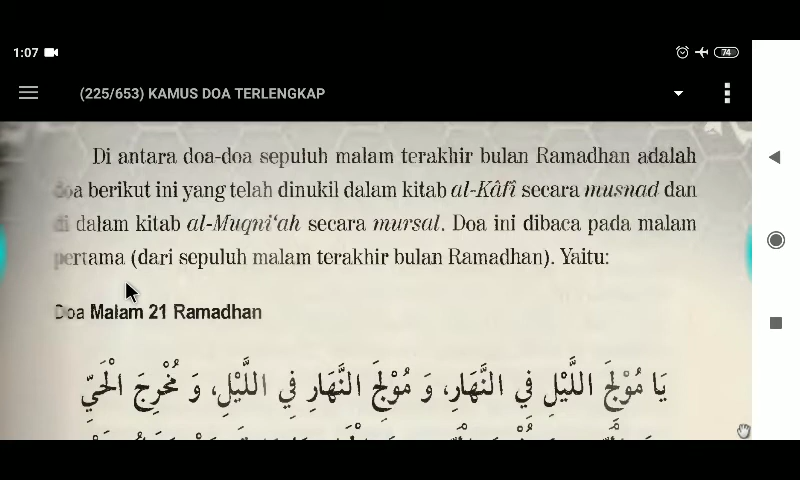 1:07
74
(225/653) KAMUS DOA TERLENGKAP
Di antara doa-doa sepuluh malam terakhir bulan Ramadhan adalah
doa berikut ini yang telah dinukil dalam kitab al-Kâfî secara musnad dan
di dalam kitab al-Muqni‘ah secara mursal. Doa ini dibaca pada malam
pertama (dari sepuluh malam terakhir bulan Ramadhan). Yaitu:
Doa Malam 21 Ramadhan
يَا مُوْلِجَ اللَّيْلِ فِي النَّهَارِ، وَ مُوْلِجَ النَّهَارِ فِي اللَّيْلِ، وَ مُخْرِجَ الْحَيِّ